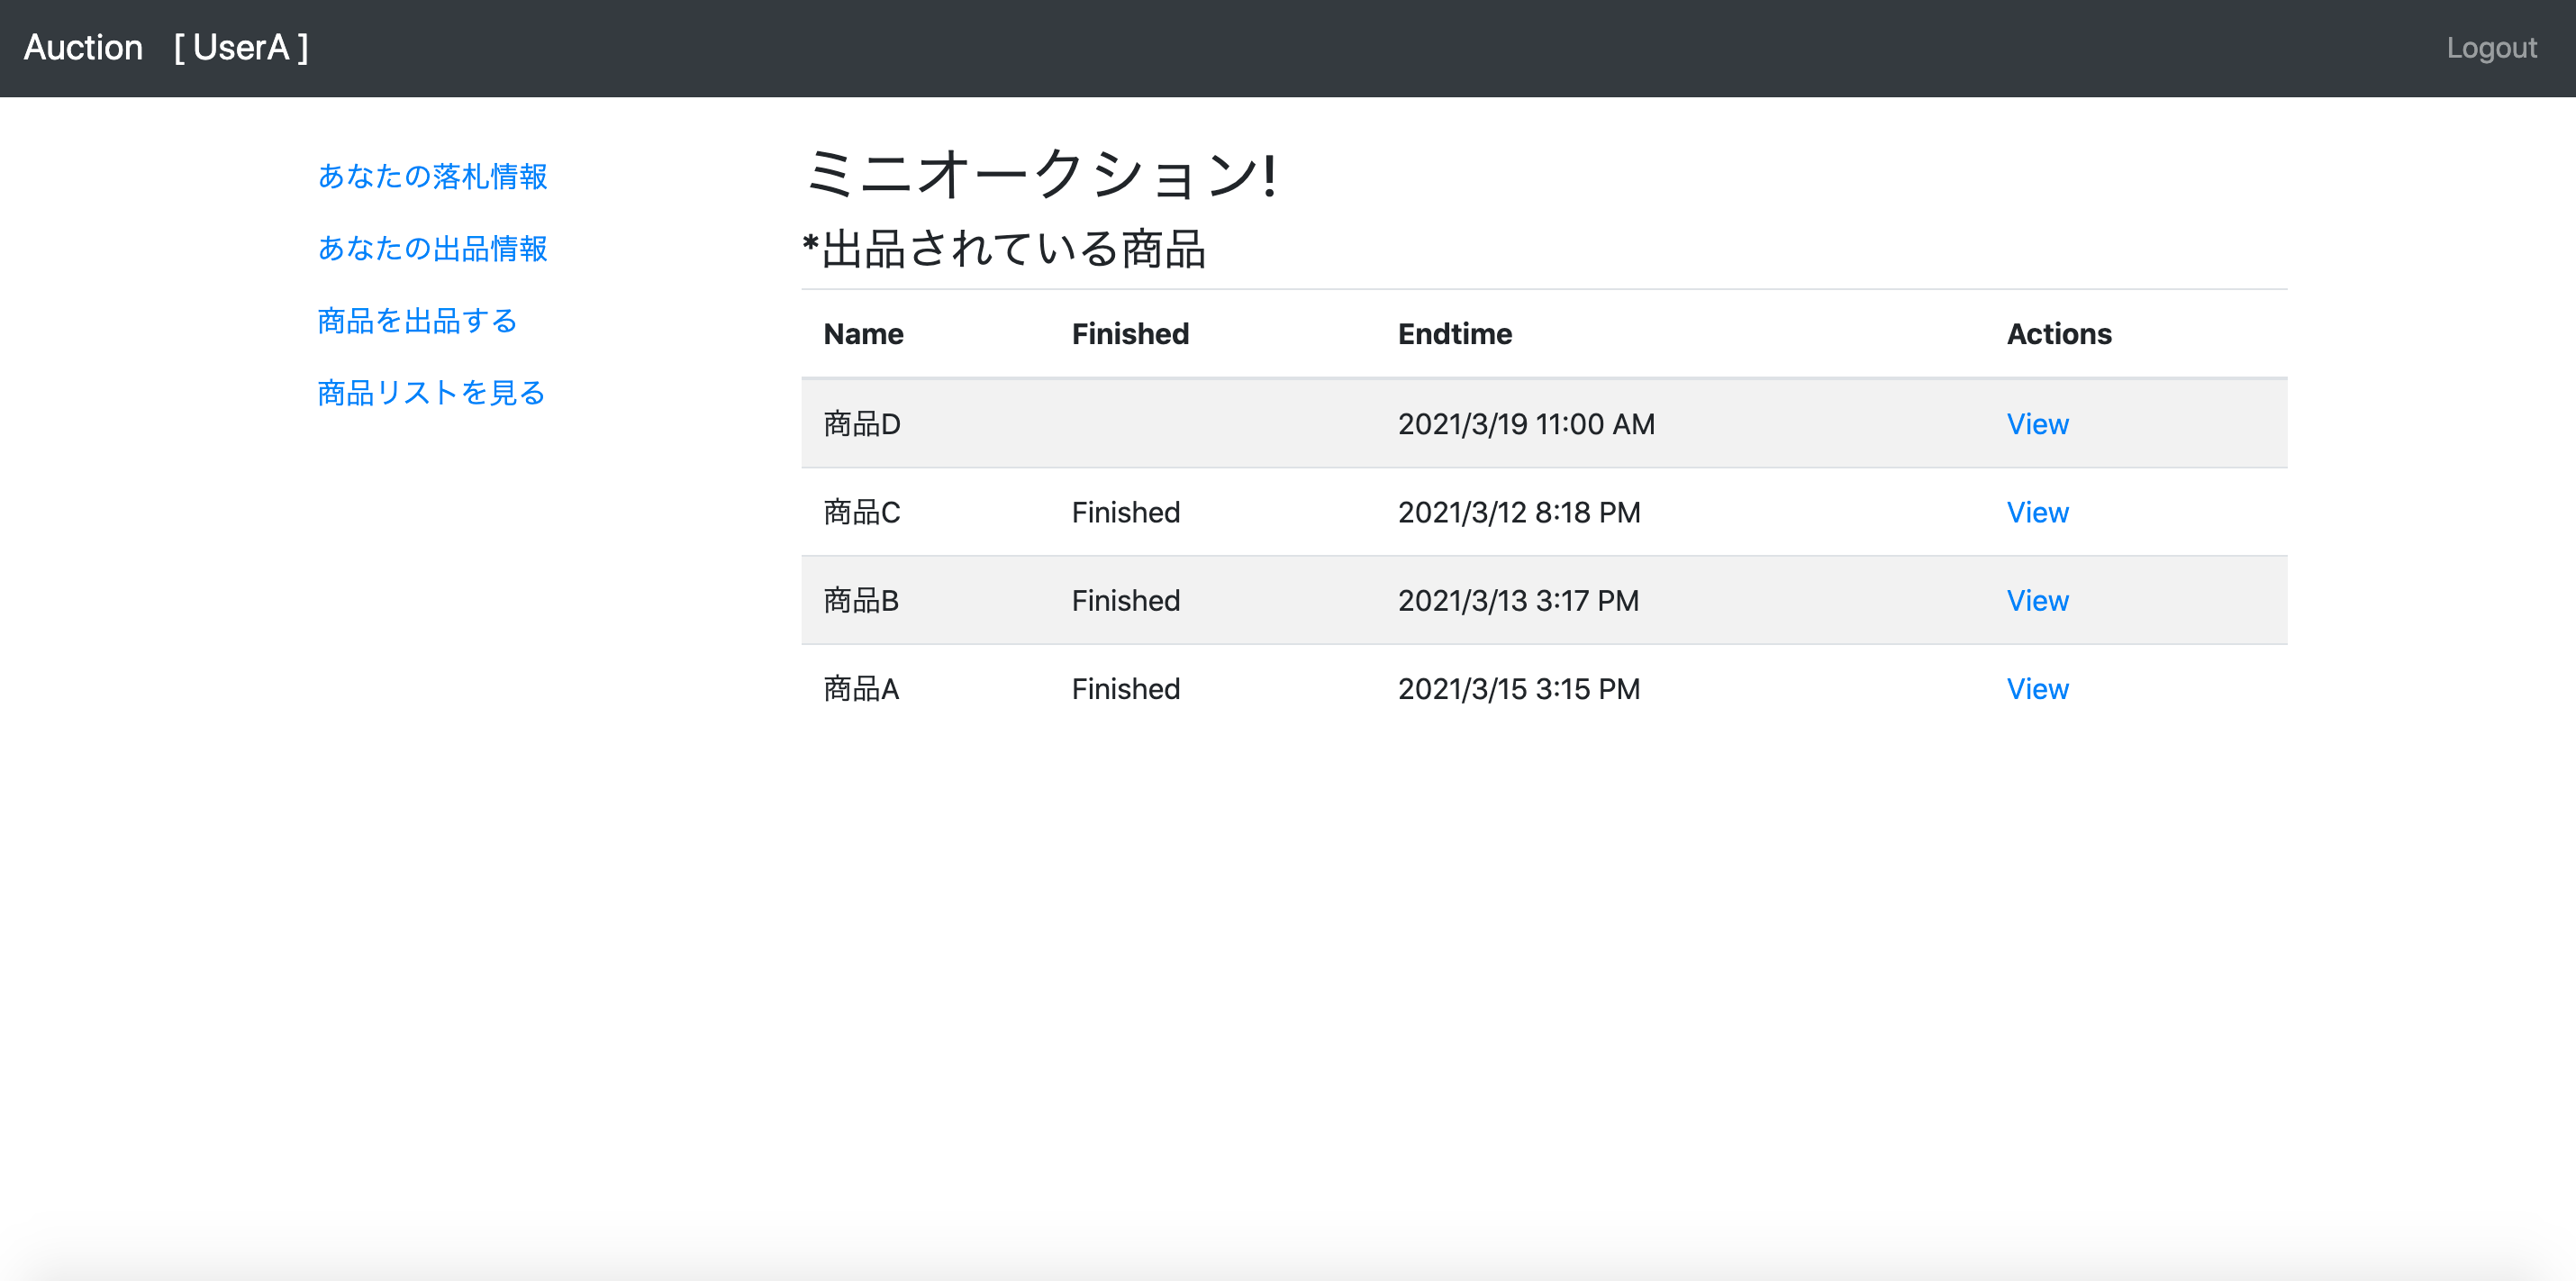 Auction [ UserA ] Logout
あなたの落札情報
あなたの出品情報
商品を出品する
商品リストを見る
ミニオークション!
*出品されている商品
Name Finished Endtime Actions
商品D 2021/3/19 11:00 AM View
商品C Finished 2021/3/12 8:18 PM View
商品B Finished 2021/3/13 3:17 PM View
商品A Finished 2021/3/15 3:15 PM View